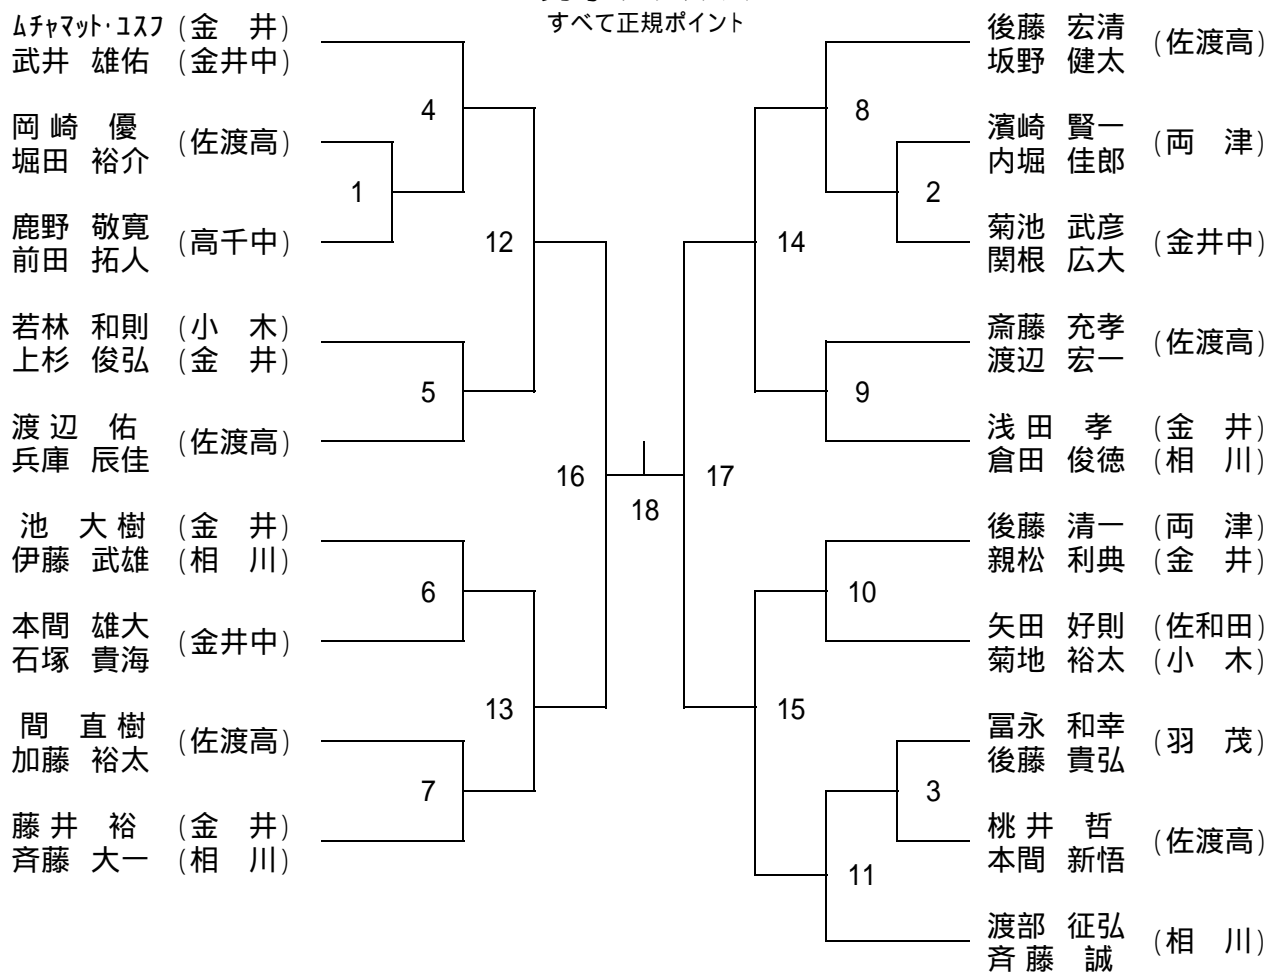 すべて正規ポイント
ﾑﾁｬﾏｯﾄ･ﾕｽﾌ (金　井)
武井 雄佑 (金井中)
岡崎　優
堀田 裕介
(佐渡高)
鹿野 敬寛
前田 拓人
(高千中)
若林 和則 (小　木)
上杉 俊弘 (金　井)
渡辺　佑
兵庫 辰佳
(佐渡高)
池　大樹 (金　井)
伊藤 武雄 (相　川)
本間 雄大
石塚 貴海
(金井中)
間　直樹
加藤 裕太
(佐渡高)
藤井　裕 (金　井)
斉藤 大一 (相　川)
4
1
12
5
16
6
13
7
18
17
8
2
14
9
10
15
3
11
後藤 宏清
坂野 健太
(佐渡高)
濱崎 賢一
内堀 佳郎
(両　津)
菊池 武彦
関根 広大
(金井中)
斎藤 充孝
渡辺 宏一
(佐渡高)
浅田　孝 (金　井)
倉田 俊徳 (相　川)
後藤 清一 (両　津)
親松 利典 (金　井)
矢田 好則 (佐和田)
菊地 裕太 (小　木)
冨永 和幸
後藤 貴弘
(羽　茂)
桃井　哲
本間 新悟
(佐渡高)
渡部 征弘
斉藤　誠
(相　川)